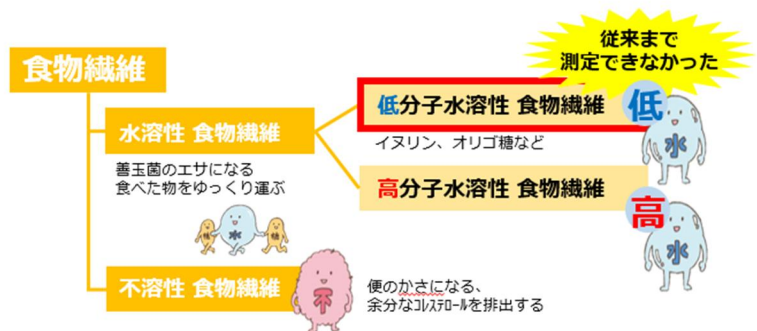 従来まで
測定できなかった
食物繊維
低分子水溶性 食物繊維
低
水
イヌリン、オリゴ糖など
水溶性 食物繊維
善玉菌のエサになる
食べた物をゆっくり運ぶ
糖 水 糖
高分子水溶性 食物繊維
高
水
不溶性 食物繊維
不
便のかさになる、
余分なコレステロールを排出する